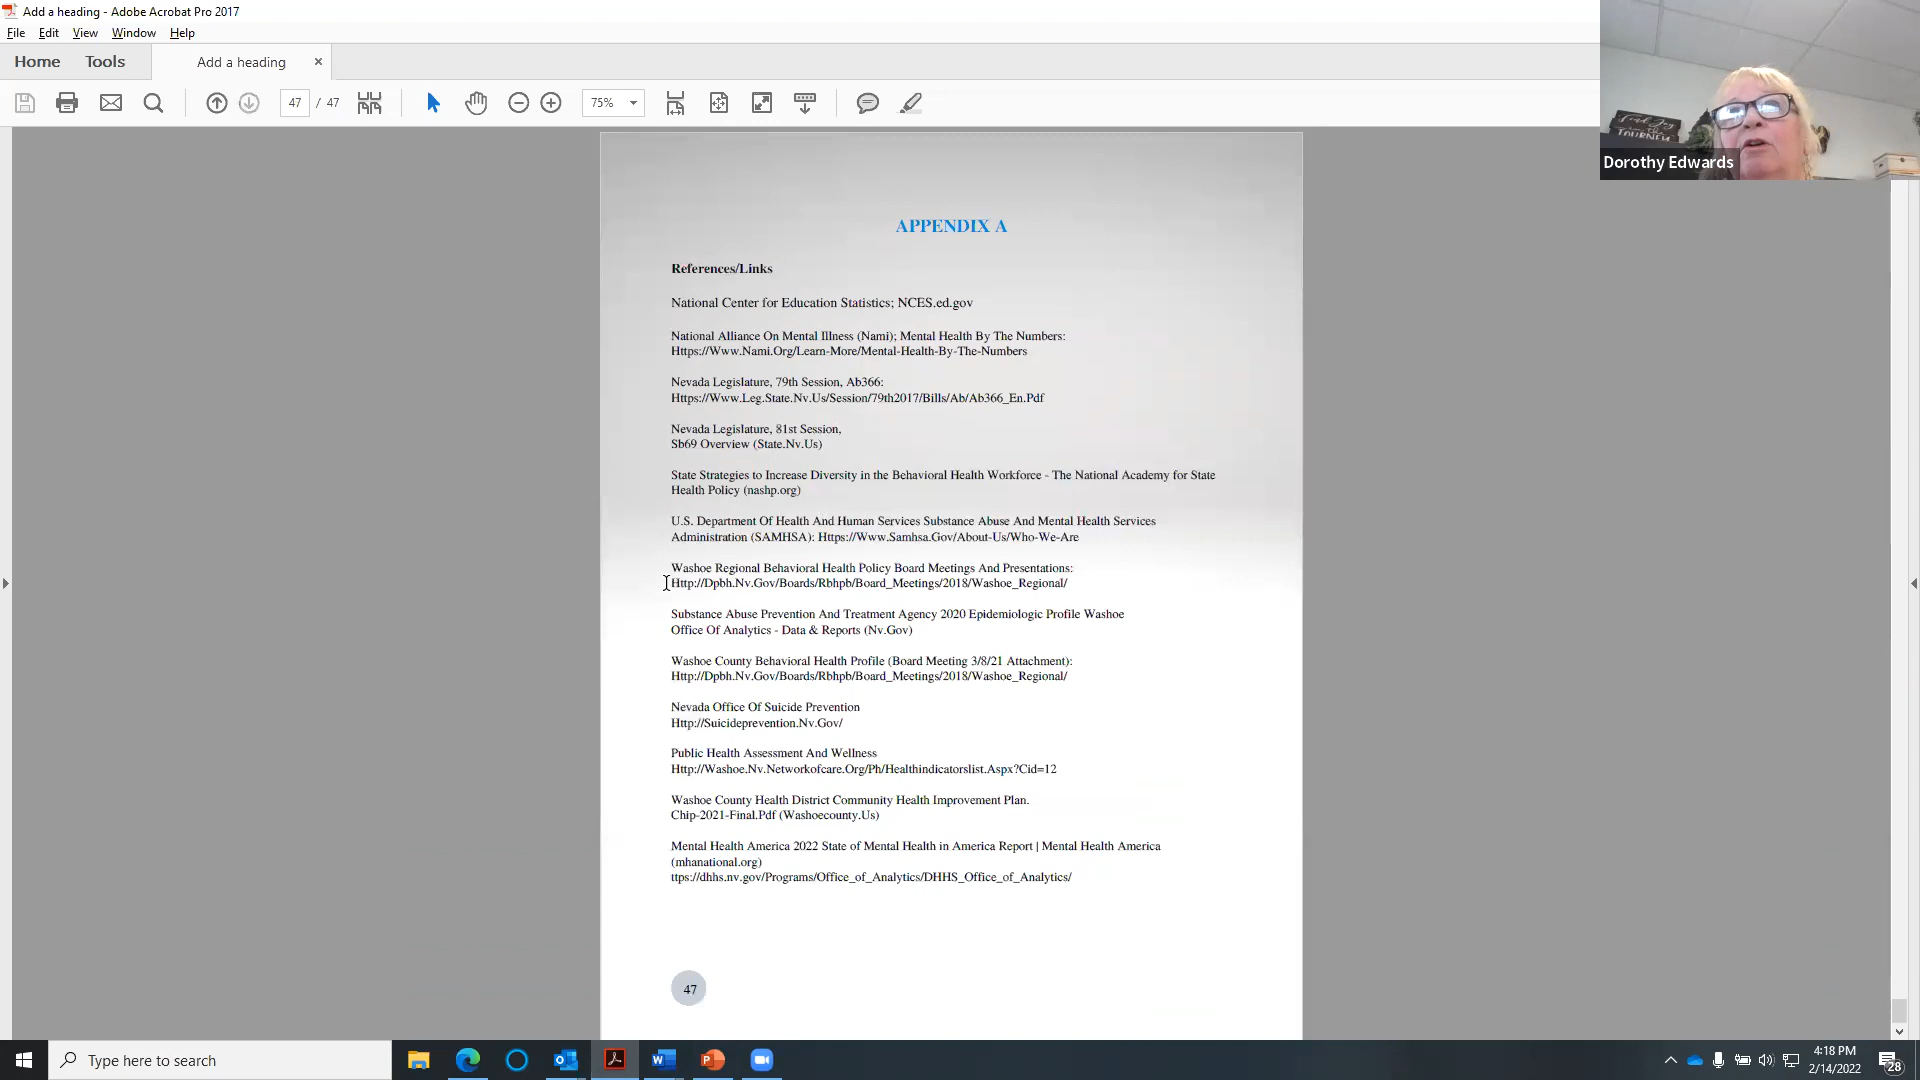 Add a heading - Adobe Acrobat Pro 2017
File Edit View Window Help
Home Tools Add a heading
47 / 47 75%
Dorothy Edwards
APPENDIX A
References/Links
National Center for Education Statistics; NCES.ed.gov
National Alliance On Mental Illness (Nami); Mental Health By The Numbers:
Https://Www.Nami.Org/Learn-More/Mental-Health-By-The-Numbers
Nevada Legislature, 79th Session, Ab366:
Https://Www.Leg.State.Nv.Us/Session/79th2017/Bills/Ab/Ab366_En.Pdf
Nevada Legislature, 81st Session,
Sb69 Overview (State.Nv.Us)
State Strategies to Increase Diversity in the Behavioral Health Workforce - The National Academy for State
Health Policy (nashp.org)
U.S. Department Of Health And Human Services Substance Abuse And Mental Health Services
Administration (SAMHSA): Https://Www.Samhsa.Gov/About-Us/Who-We-Are
Washoe Regional Behavioral Health Policy Board Meetings And Presentations:
Http://Dpbh.Nv.Gov/Boards/Rbhpb/Board_Meetings/2018/Washoe_Regional/
Substance Abuse Prevention And Treatment Agency 2020 Epidemiologic Profile Washoe
Office Of Analytics - Data & Reports (Nv.Gov)
Washoe County Behavioral Health Profile (Board Meeting 3/8/21 Attachment):
Http://Dpbh.Nv.Gov/Boards/Rbhpb/Board_Meetings/2018/Washoe_Regional/
Nevada Office Of Suicide Prevention
Http://Suicideprevention.Nv.Gov/
Public Health Assessment And Wellness
Http://Washoe.Nv.Networkofcare.Org/Ph/Healthindicatorslist.Aspx?Cid=12
Washoe County Health District Community Health Improvement Plan.
Chip-2021-Final.Pdf (Washoecounty.Us)
Mental Health America 2022 State of Mental Health in America Report | Mental Health America
(mhanational.org)
ttps://dhhs.nv.gov/Programs/Office_of_Analytics/DHHS_Office_of_Analytics/
47
Type here to search
4:18 PM
2/14/2022
28